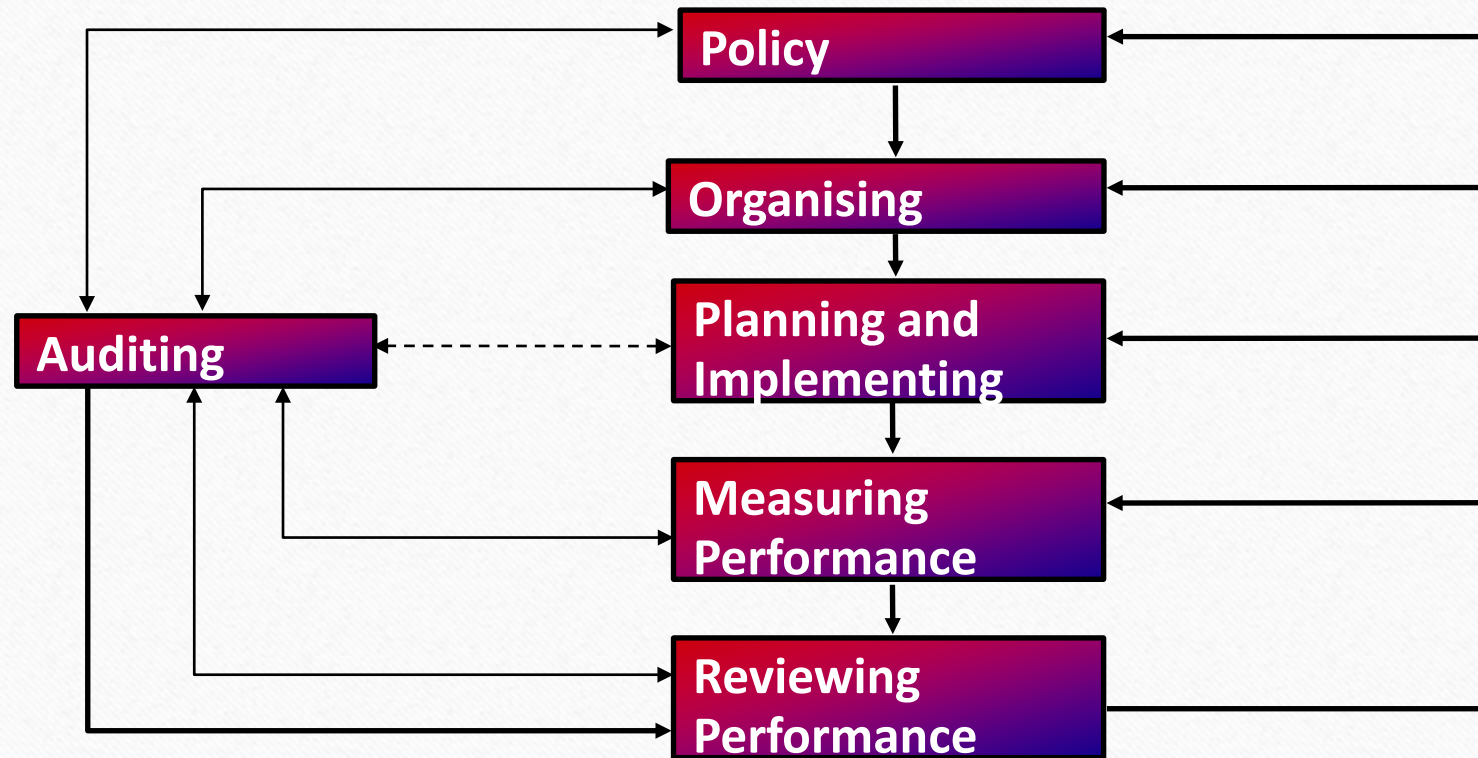 Policy
Organising
Planning and
Implementing
Auditing
Measuring
Performance
Reviewing
Performance